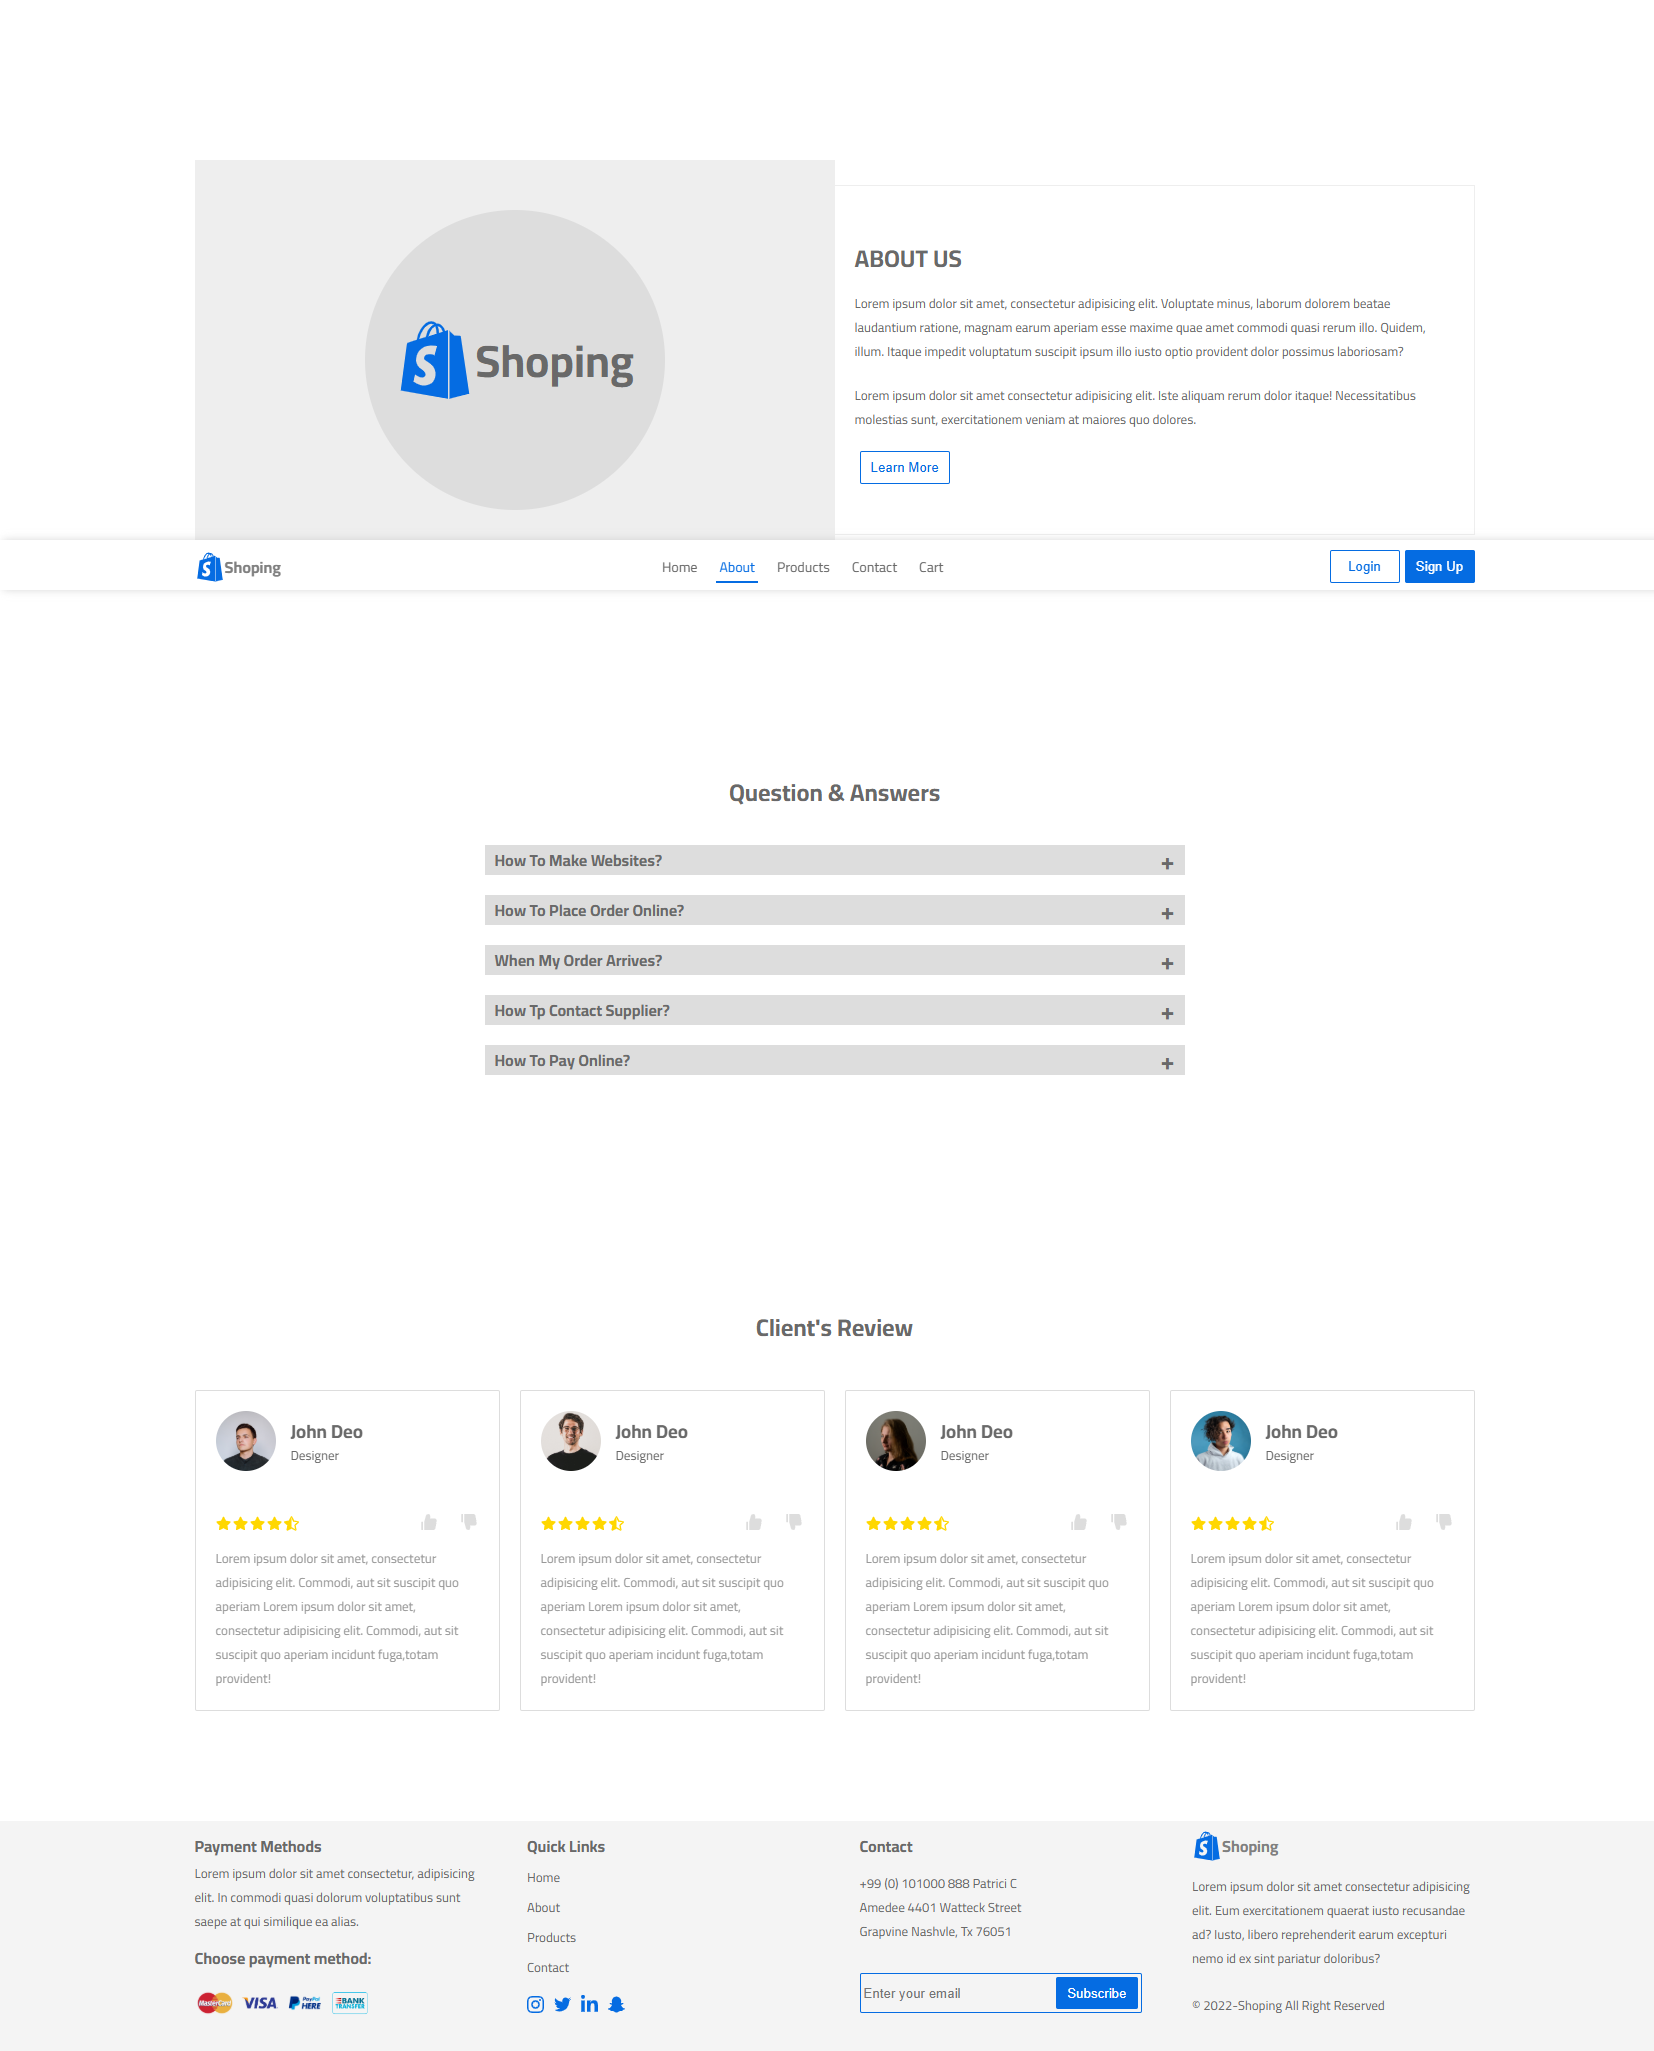 S Shoping
ABOUT US
Lorem ipsum dolor sit amet, consectetur adipisicing elit. Voluptate minus, laborum dolorem beatae
laudantium ratione, magnam earum aperiam esse maxime quae amet commodi quasi rerum illo. Quidem,
illum. Itaque impedit voluptatum suscipit ipsum illo iusto optio provident dolor possimus laboriosam?
Lorem ipsum dolor sit amet consectetur adipisicing elit. Iste aliquam rerum dolor itaque! Necessitatibus
molestias sunt, exercitationem veniam at maiores quo dolores.
Learn More
S Shoping
Home About Products Contact Cart
Login Sign Up
Question & Answers
How To Make Websites? +
How To Place Order Online? +
When My Order Arrives? +
How Tp Contact Supplier? +
How To Pay Online? +
Client's Review
John Deo
Designer
Lorem ipsum dolor sit amet, consectetur
adipisicing elit. Commodi, aut sit suscipit quo
aperiam Lorem ipsum dolor sit amet,
consectetur adipisicing elit. Commodi, aut sit
suscipit quo aperiam incidunt fuga,totam
provident!
John Deo
Designer
Lorem ipsum dolor sit amet, consectetur
adipisicing elit. Commodi, aut sit suscipit quo
aperiam Lorem ipsum dolor sit amet,
consectetur adipisicing elit. Commodi, aut sit
suscipit quo aperiam incidunt fuga,totam
provident!
John Deo
Designer
Lorem ipsum dolor sit amet, consectetur
adipisicing elit. Commodi, aut sit suscipit quo
aperiam Lorem ipsum dolor sit amet,
consectetur adipisicing elit. Commodi, aut sit
suscipit quo aperiam incidunt fuga,totam
provident!
John Deo
Designer
Lorem ipsum dolor sit amet, consectetur
adipisicing elit. Commodi, aut sit suscipit quo
aperiam Lorem ipsum dolor sit amet,
consectetur adipisicing elit. Commodi, aut sit
suscipit quo aperiam incidunt fuga,totam
provident!
Payment Methods
Lorem ipsum dolor sit amet consectetur, adipisicing
elit. In commodi quasi dolorum voluptatibus sunt
saepe at qui similique ea alias.
Choose payment method:
MasterCard VISA PayPal HERE BANK TRANSFER
Quick Links
Home
About
Products
Contact
in
Contact
+99 (0) 101000 888 Patrici C
Amedee 4401 Watteck Street
Grapvine Nashvle, Tx 76051
Enter your email Subscribe
S Shoping
Lorem ipsum dolor sit amet consectetur adipisicing
elit. Eum exercitationem quaerat iusto recusandae
ad? Iusto, libero reprehenderit earum excepturi
nemo id ex sint pariatur doloribus?
© 2022-Shoping All Right Reserved